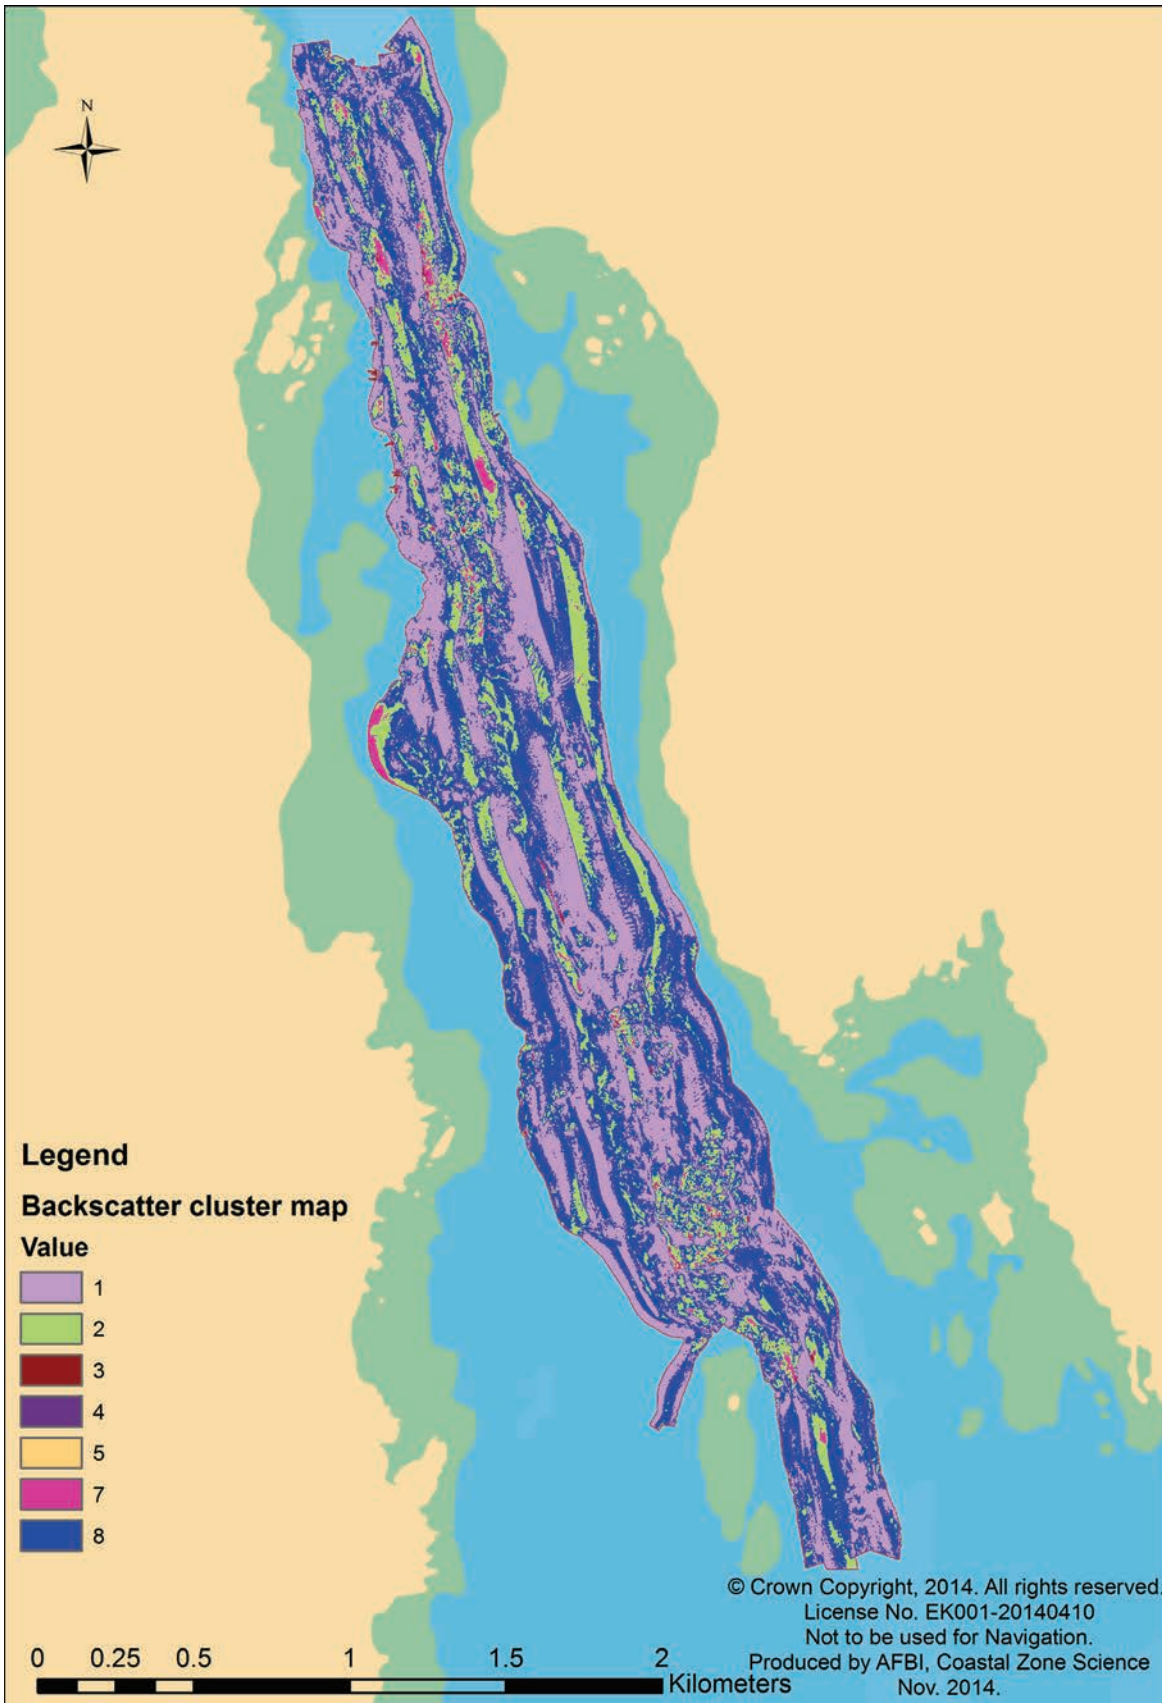 N
Legend
Backscatter cluster map
Value
1
2
3
4
5
7
8
© Crown Copyright, 2014. All rights reserved.
License No. EK001-20140410
Not to be used for Navigation.
Produced by AFBI, Coastal Zone Science
Nov. 2014.
0 0.25 0.5 1 1.5 2
Kilometers